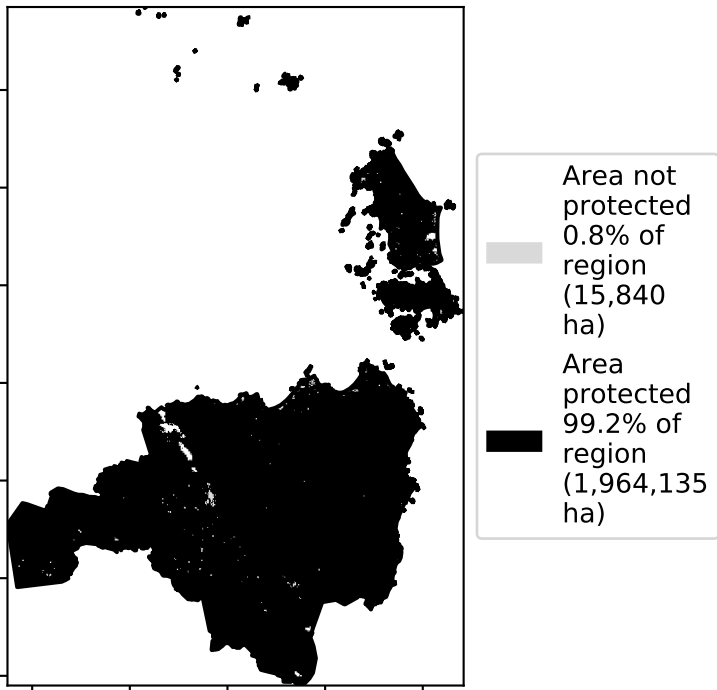 Area not
protected
0.8% of
region
(15,840
ha)
Area
protected
99.2% of
region
(1,964,135
ha)